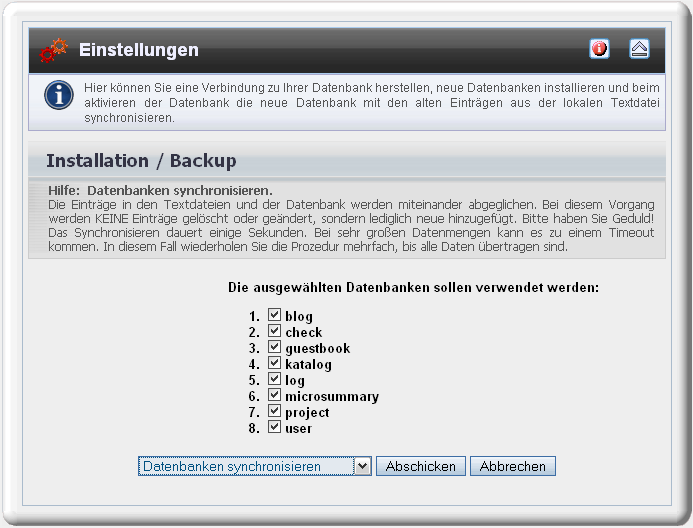 Einstellungen
Hier können Sie eine Verbindung zu Ihrer Datenbank herstellen, neue Datenbanken installieren und beim
aktivieren der Datenbank die neue Datenbank mit den alten Einträgen aus der lokalen Textdatei
synchronisieren.
Installation / Backup
Hilfe: Datenbanken synchronisieren.
Die Einträge in den Textdateien und der Datenbank werden miteinander abgeglichen. Bei diesem Vorgang
werden KEINE Einträge gelöscht oder geändert, sondern lediglich neue hinzugefügt. Bitte haben Sie Geduld!
Das Synchronisieren dauert einige Sekunden. Bei sehr großen Datenmengen kann es zu einem Timeout
kommen. In diesem Fall wiederholen Sie die Prozedur mehrfach, bis alle Daten übertragen sind.
Die ausgewählten Datenbanken sollen verwendet werden:
1. blog
2. check
3. guestbook
4. katalog
5. log
6. microsummary
7. project
8. user
Datenbanken synchronisieren Abschicken Abbrechen